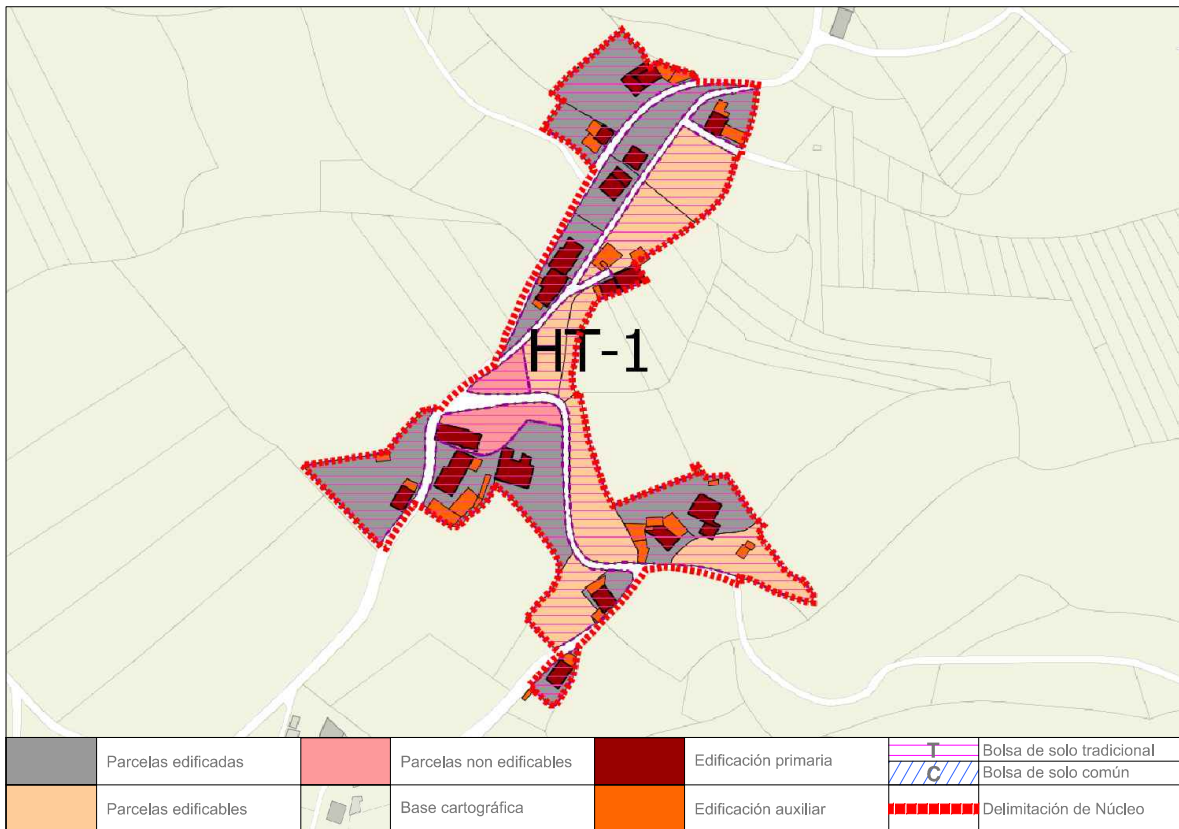 HT-1
Parcelas edificadas
Parcelas non edificables
Edificación primaria
T
Bolsa de solo tradicional
C
Bolsa de solo común
Parcelas edificables
Base cartográfica
Edificación auxiliar
Delimitación de Núcleo